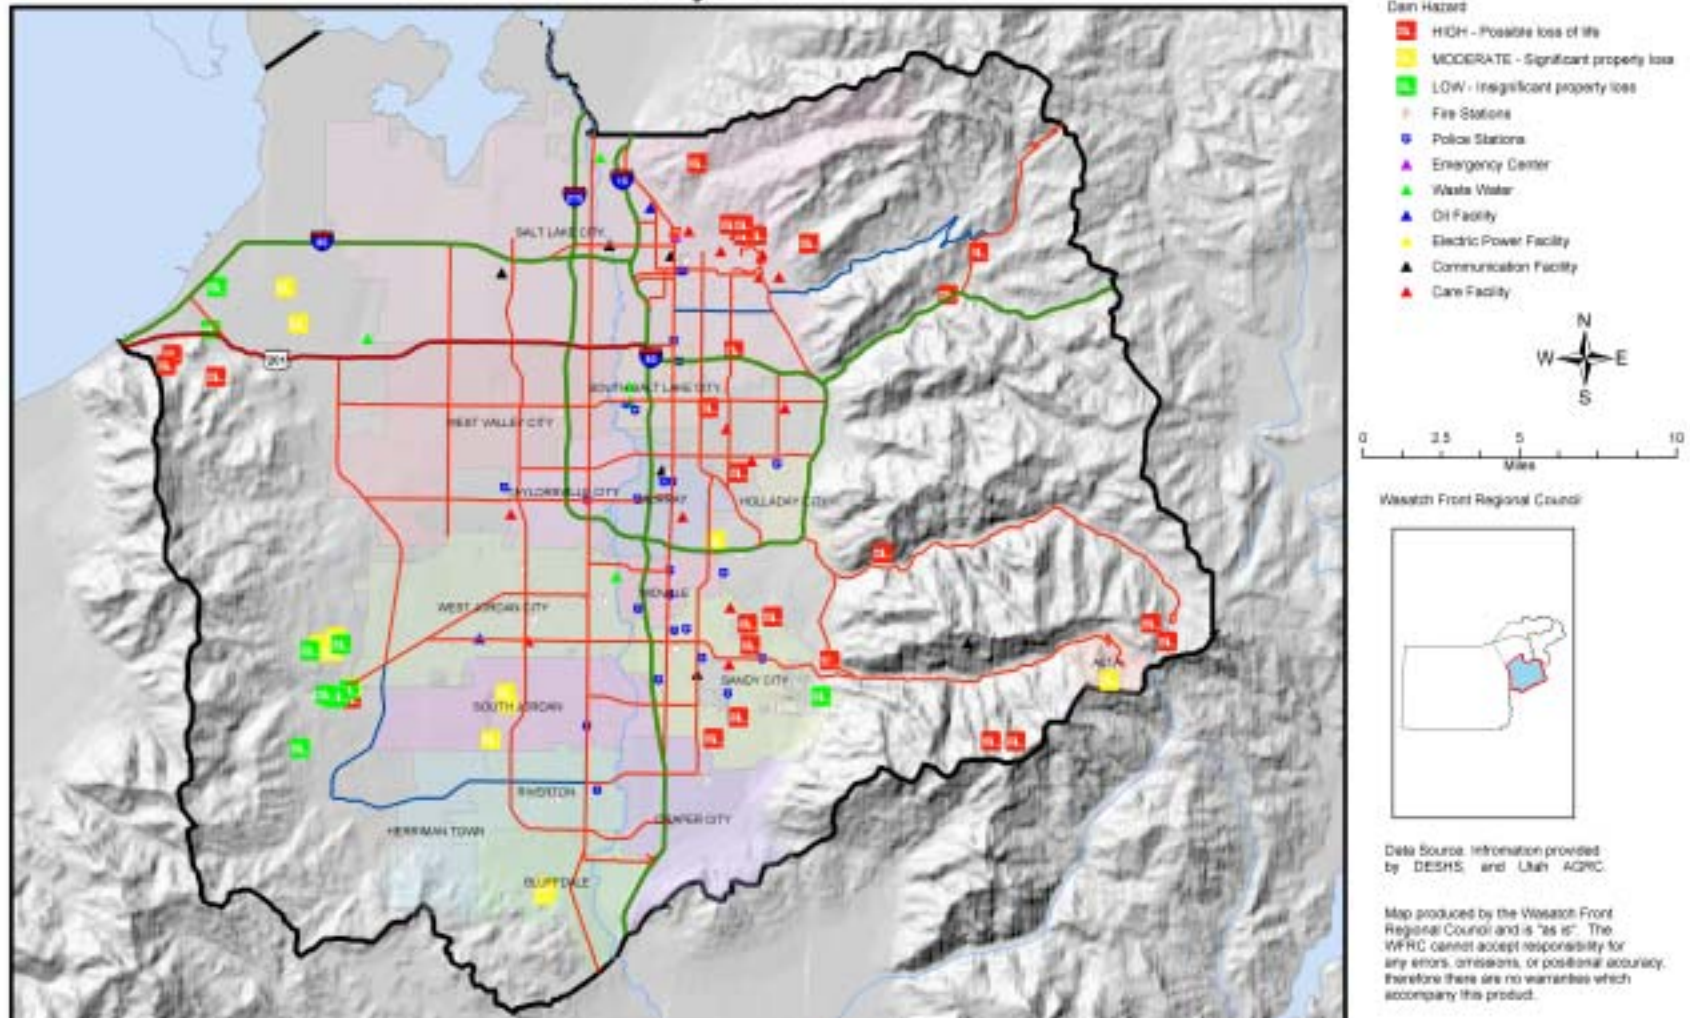 Dam Hazard
HIGH - Possible loss of life
MODERATE - Significant property loss
LOW - Insignificant property loss
Fire Stations
Police Stations
Emergency Center
Waste Water
Oil Facility
Electric Power Facility
Communication Facility
Care Facility
N
W E
S
0 2.5 5 10
Miles
Wasatch Front Regional Council
Data Source: Infromation provided
by DESHS, and Utah AGRC.
Map produced by the Wasatch Front
Regional Council and is "as is". The
WFRC cannot accept responsibility for
any errors, omissions, or positional accuracy,
therefore there are no warranties which
accompany this product.
SALT LAKE CITY
15
80
201
SOUTH SALT LAKE CITY
WEST VALLEY CITY
TAYLORSVILLE CITY
MURRAY
HOLLADAY CITY
WEST JORDAN CITY
MIDVALE
SANDY CITY
ALTA
SOUTH JORDAN
RIVERTON
HERRIMAN TOWN
DRAPER CITY
BLUFFDALE